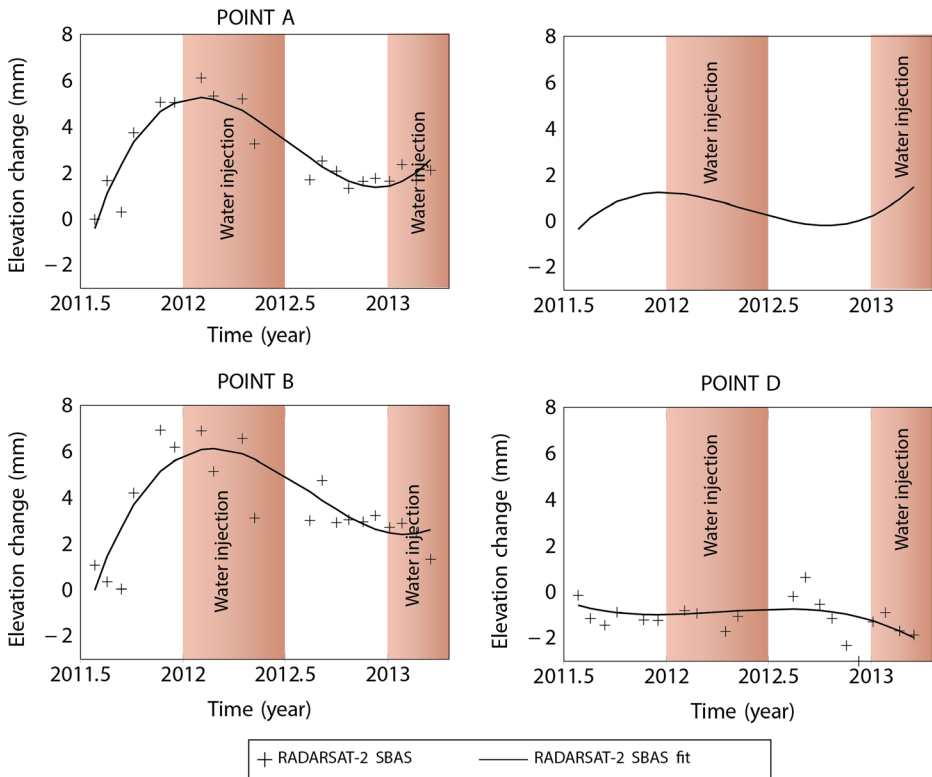 POINT A
Elevation change (mm)
8
6
4
2
0
−2
Water injection
Water injection
2011.5
2012
2012.5
2013
Time (year)
8
6
4
2
0
−2
Water injection
Water injection
2011.5
2012
2012.5
2013
POINT B
Elevation change (mm)
8
6
4
2
0
−2
Water injection
Water injection
2011.5
2012
2012.5
2013
Time (year)
POINT D
Elevation change (mm)
8
6
4
2
0
−2
Water injection
Water injection
2011.5
2012
2012.5
2013
Time (year)
RADARSAT-2 SBAS
RADARSAT-2 SBAS fit